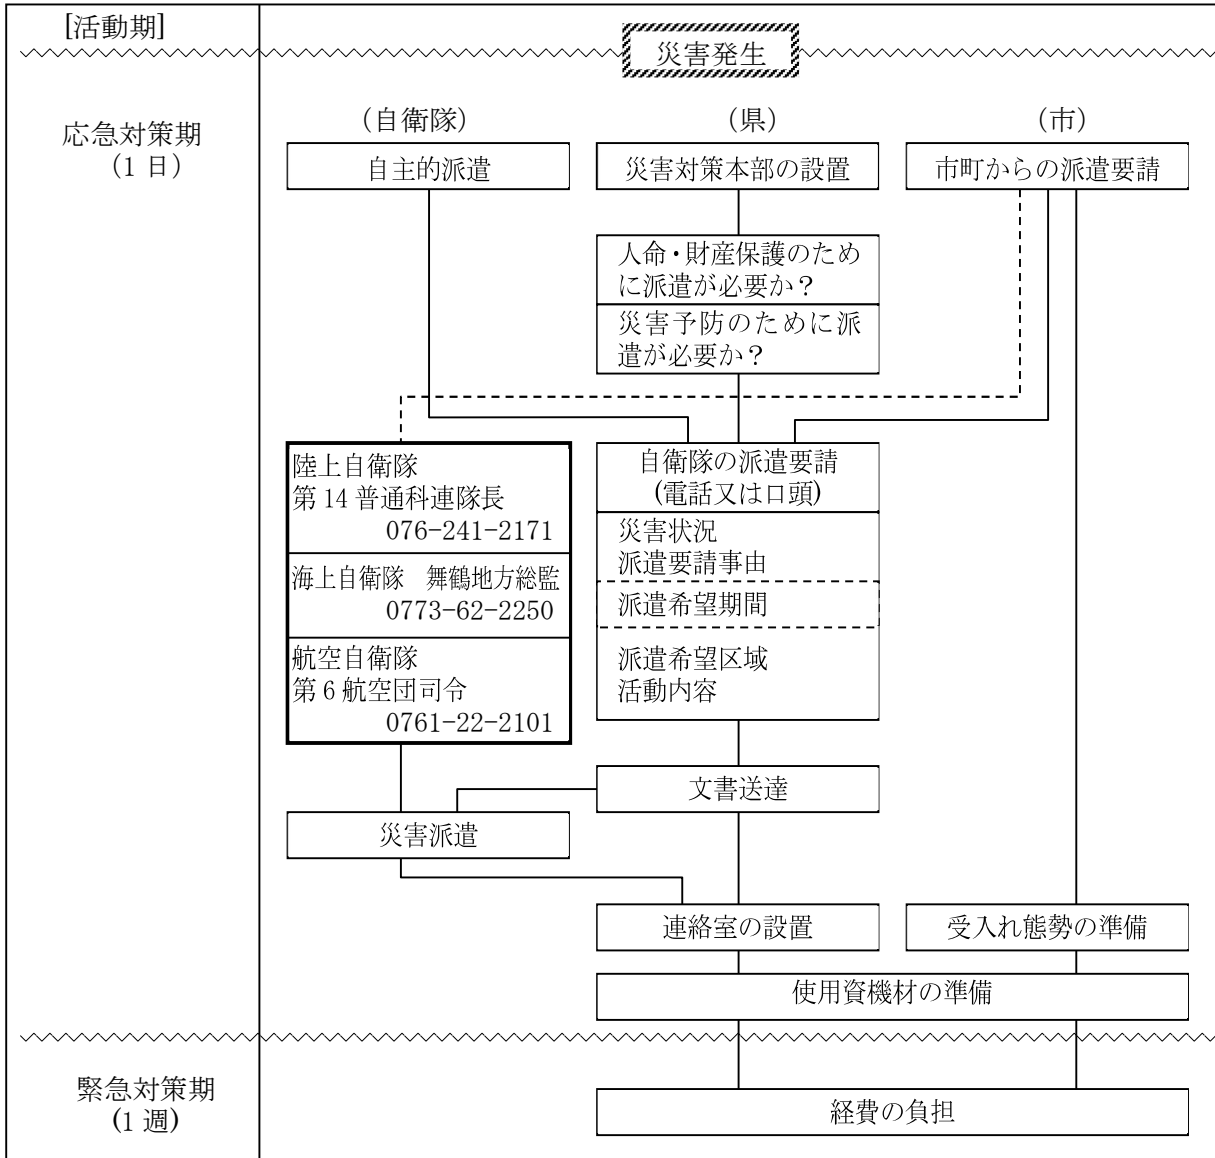 [活動期]
災害発生
応急対策期
(1日)
(自衛隊)
(県)
(市)
自主的派遣
災害対策本部の設置
市町からの派遣要請
人命・財産保護のため
に派遣が必要か？
災害予防のために派
遣が必要か？
陸上自衛隊
第14普通科連隊長
076-241-2171
海上自衛隊　舞鶴地方総監
0773-62-2250
航空自衛隊
第6航空団司令
0761-22-2101
自衛隊の派遣要請
(電話又は口頭)
災害状況
派遣要請事由
派遣希望期間
派遣希望区域
活動内容
文書送達
災害派遣
連絡室の設置
受入れ態勢の準備
使用資機材の準備
緊急対策期
(1週)
経費の負担